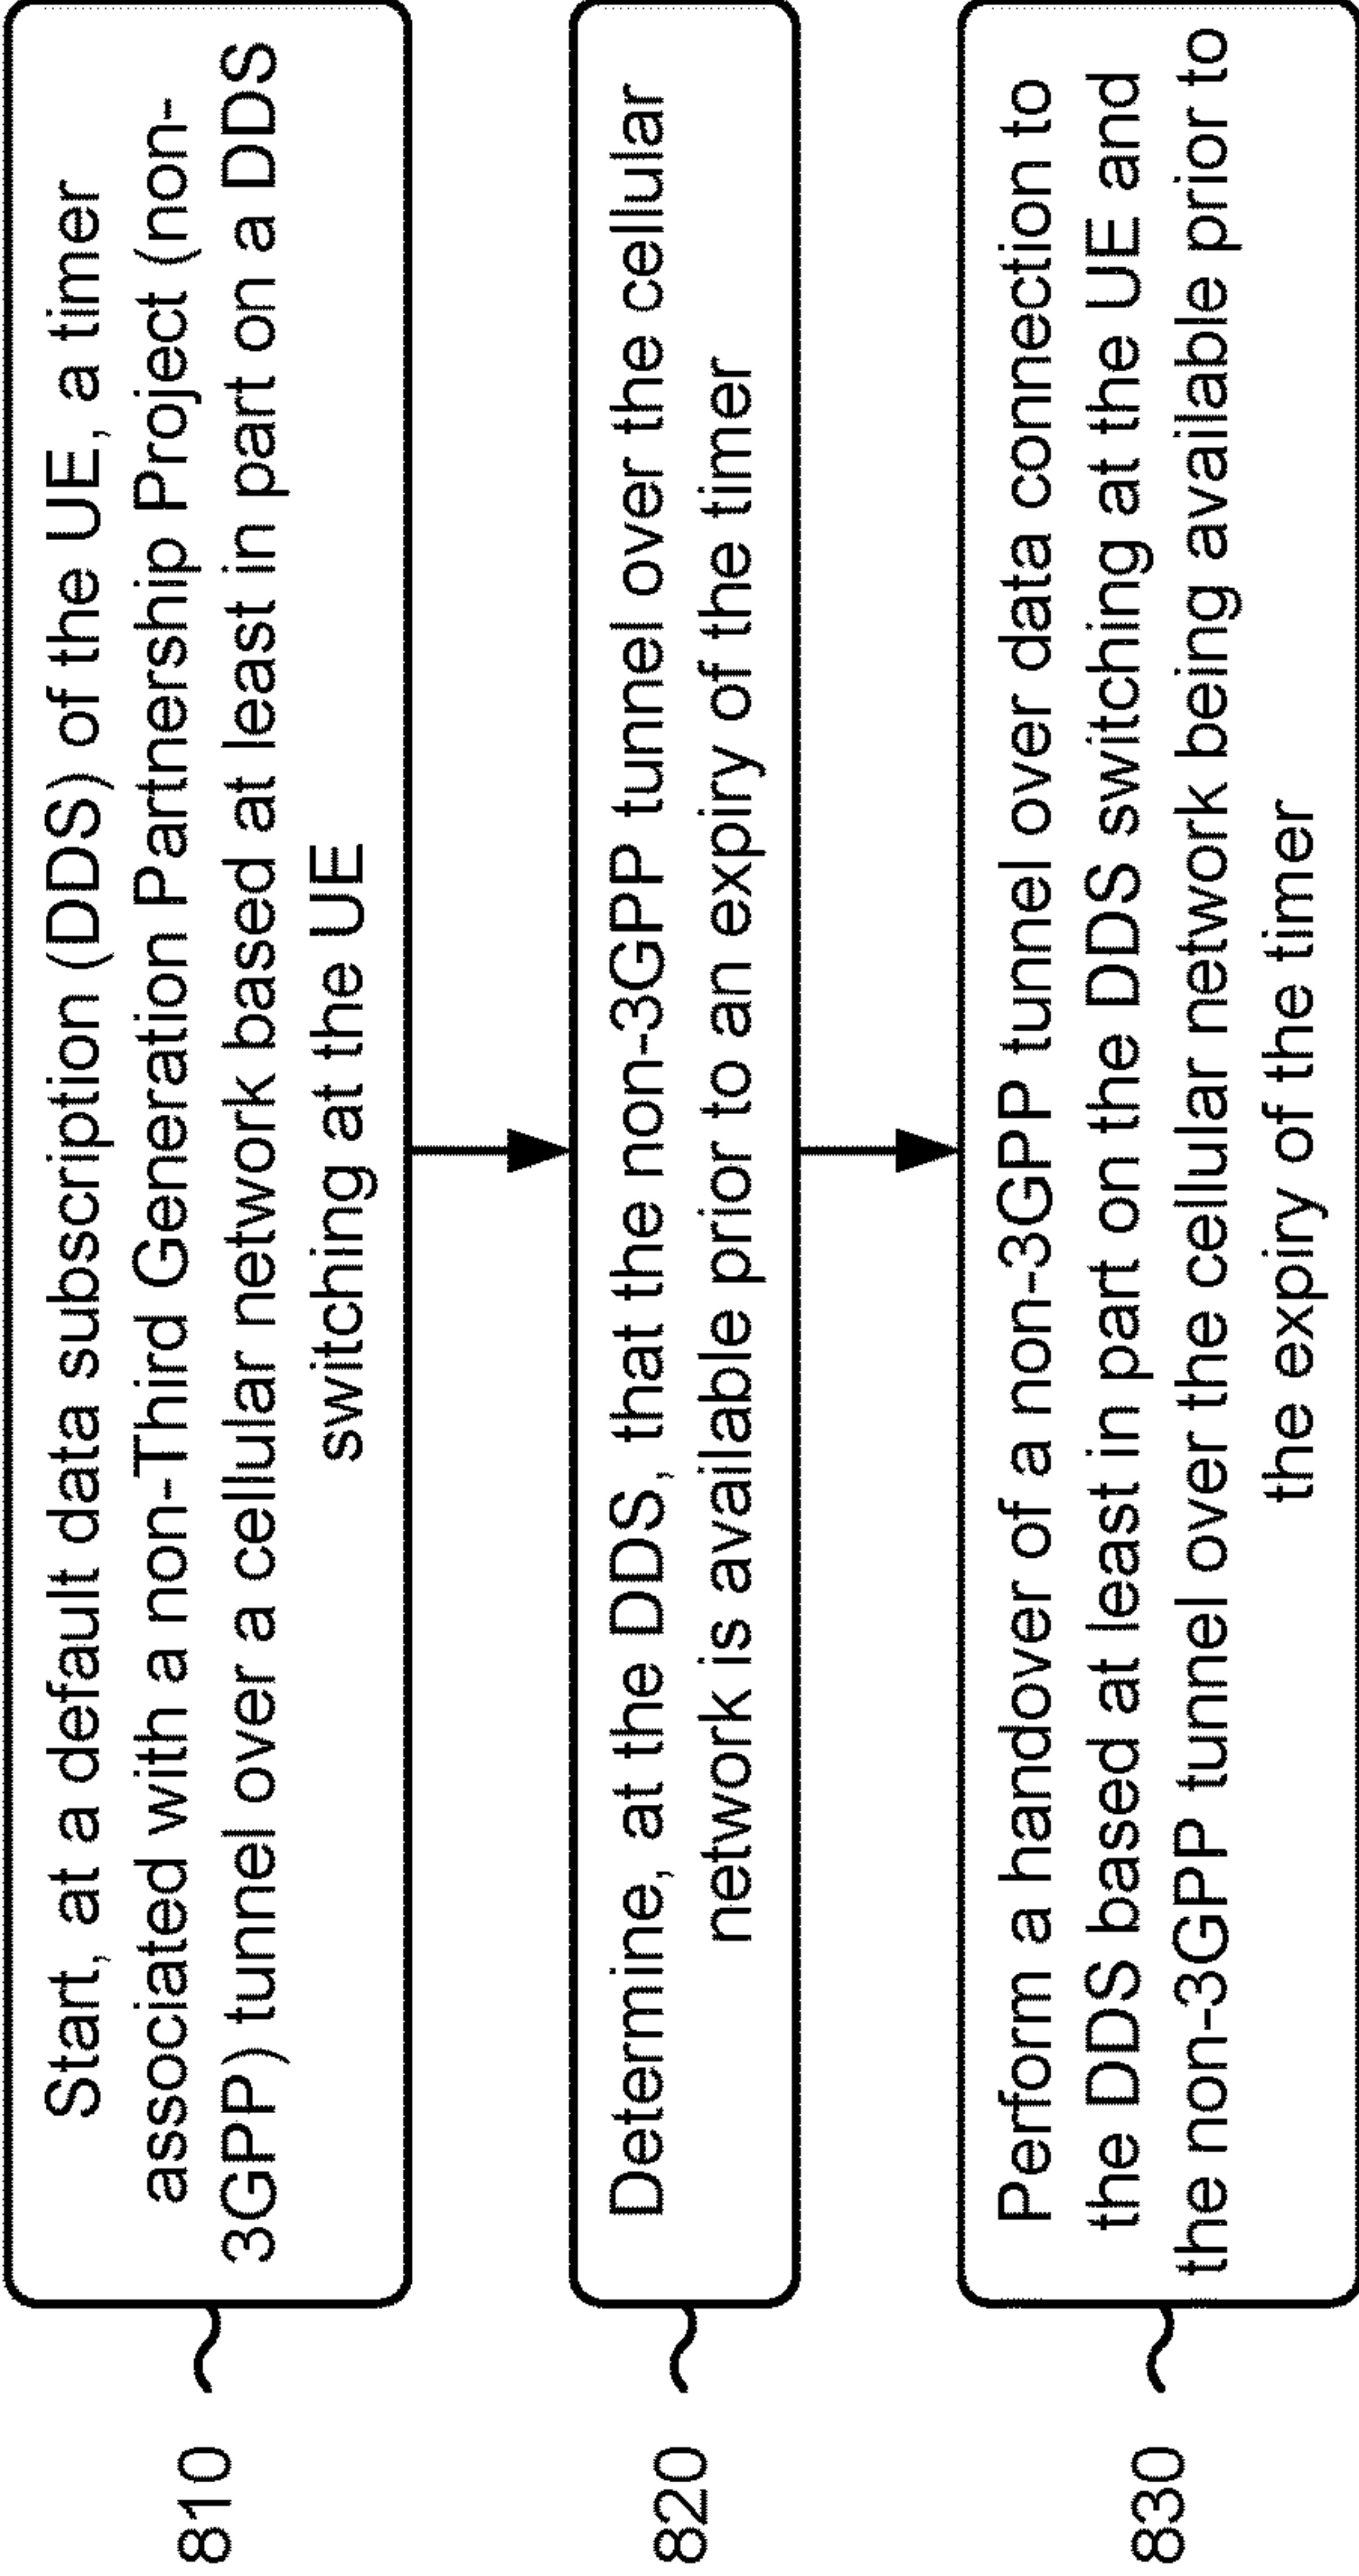 810
Start, at a default data subscription (DDS) of the UE, a timer
associated with a non-Third Generation Partnership Project (non-
3GPP) tunnel over a cellular network based at least in part on a DDS
switching at the UE
820
Determine, at the DDS, that the non-3GPP tunnel over the cellular
network is available prior to an expiry of the timer
830
Perform a handover of a non-3GPP tunnel over data connection to
the DDS based at least in part on the DDS switching at the UE and
the non-3GPP tunnel over the cellular network being available prior to
the expiry of the timer